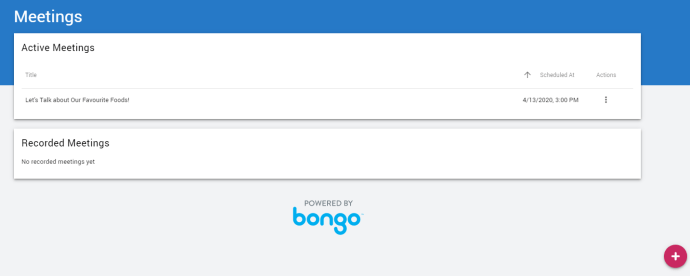 Meetings
Active Meetings
Title Scheduled At Actions
Let's Talk about Our Favourite Foods! 4/13/2020, 3:00 PM
Recorded Meetings
No recorded meetings yet
POWERED BY
bongo